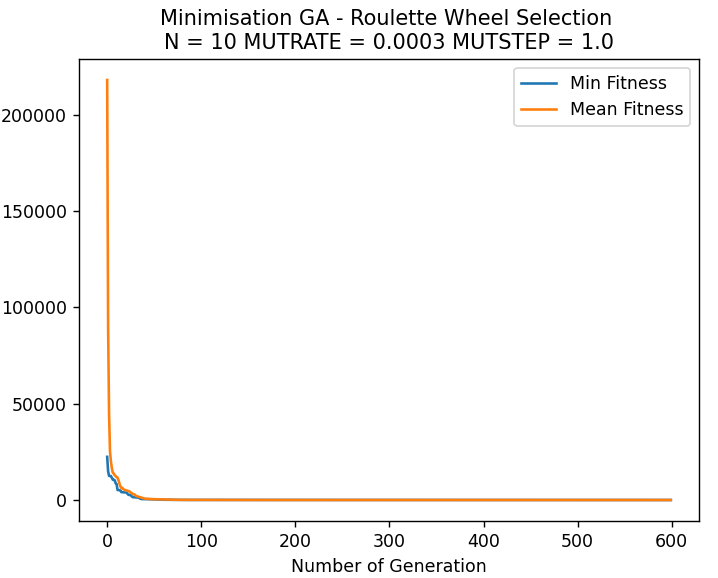 Minimisation GA - Roulette Wheel Selection
N = 10 MUTRATE = 0.0003 MUTSTEP = 1.0
Min Fitness
Mean Fitness
200000
150000
100000
50000
0
0 100 200 300 400 500 600
Number of Generation